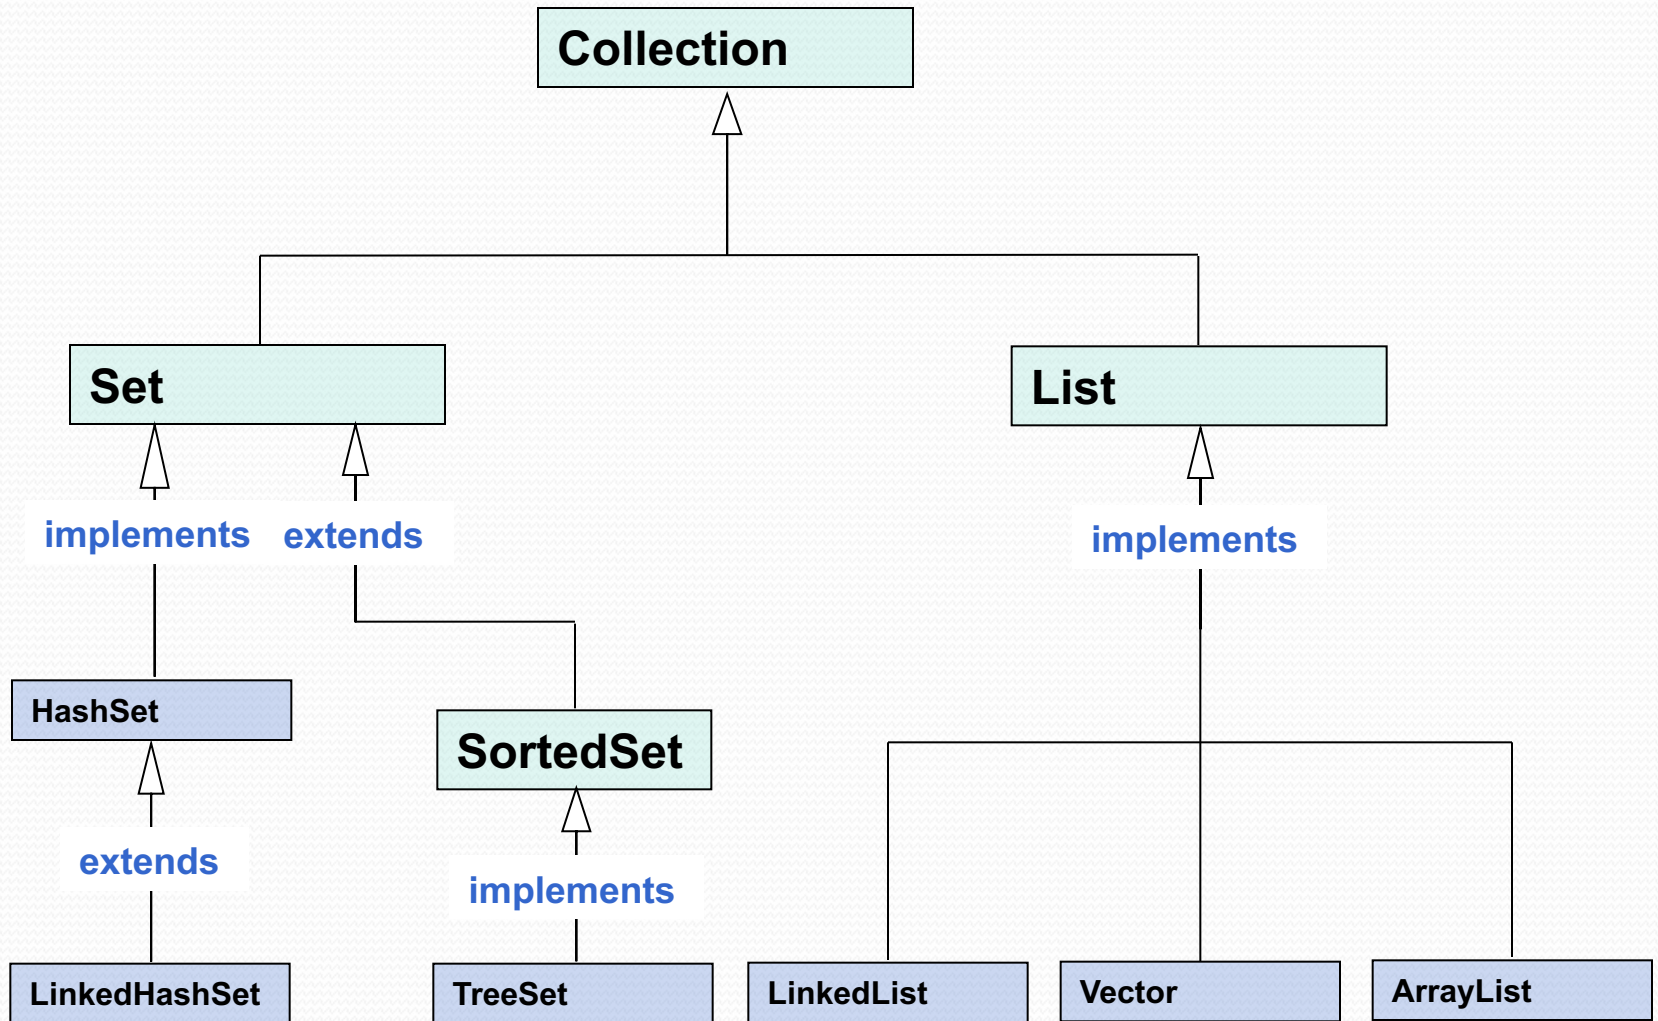 Collection
Set
List
implements
extends
implements
HashSet
SortedSet
extends
implements
LinkedHashSet
TreeSet
LinkedList
Vector
ArrayList